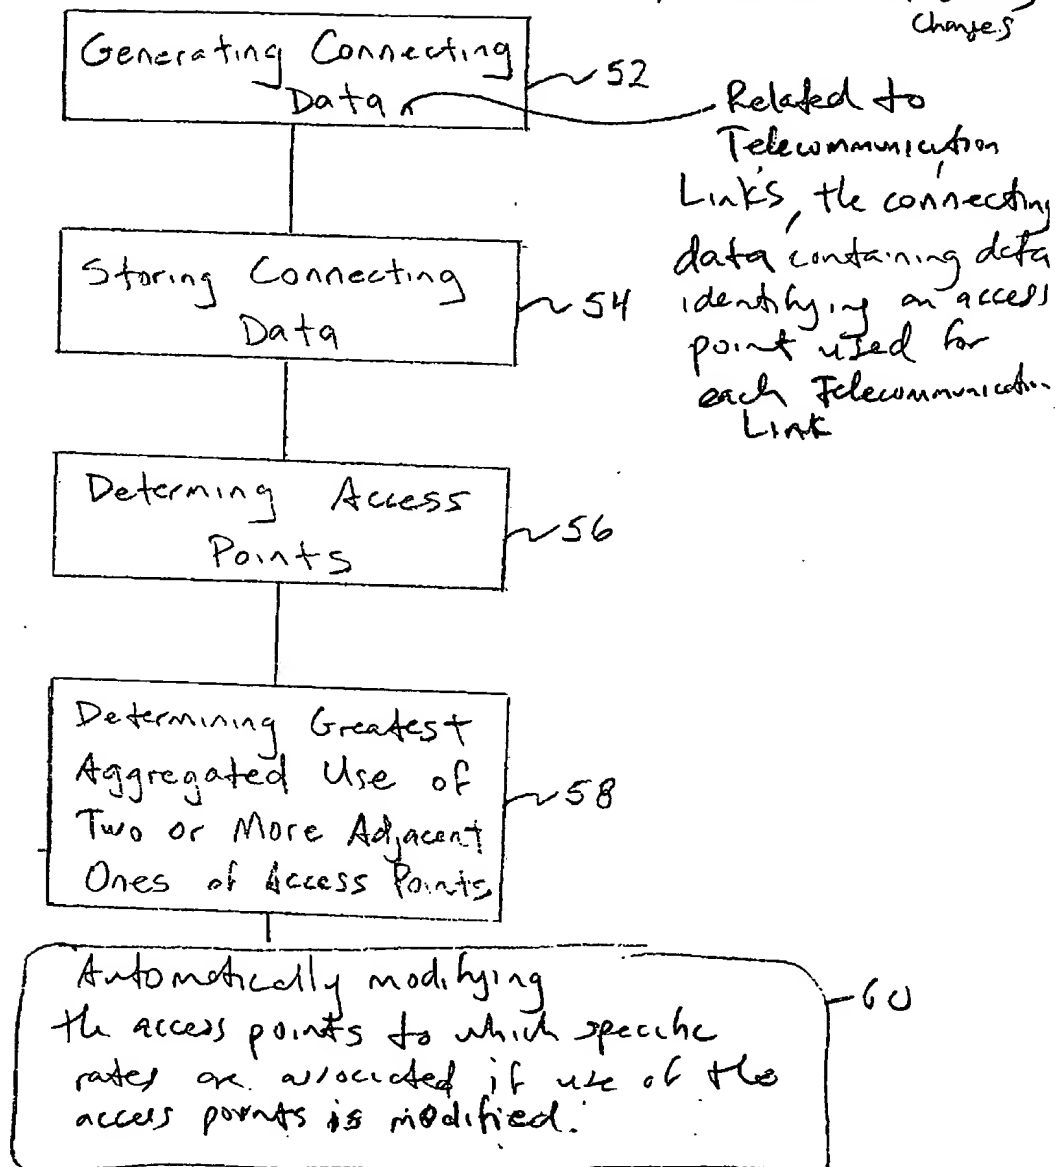 Changes
Generating Connecting
Data
52
Related to
Telecommunication
Links, the connecting
data, containing data
identifying an access
point used for
each Telecommunication
Link
Storing Connecting
Data
54
Determing Access
Points
56
Determining Greatest
Aggregated Use of
Two or More Adjacent
Ones of Access Points
58
Automatically modifying
the access points to which specific
rates are associated if use of the
access points is modified.
60